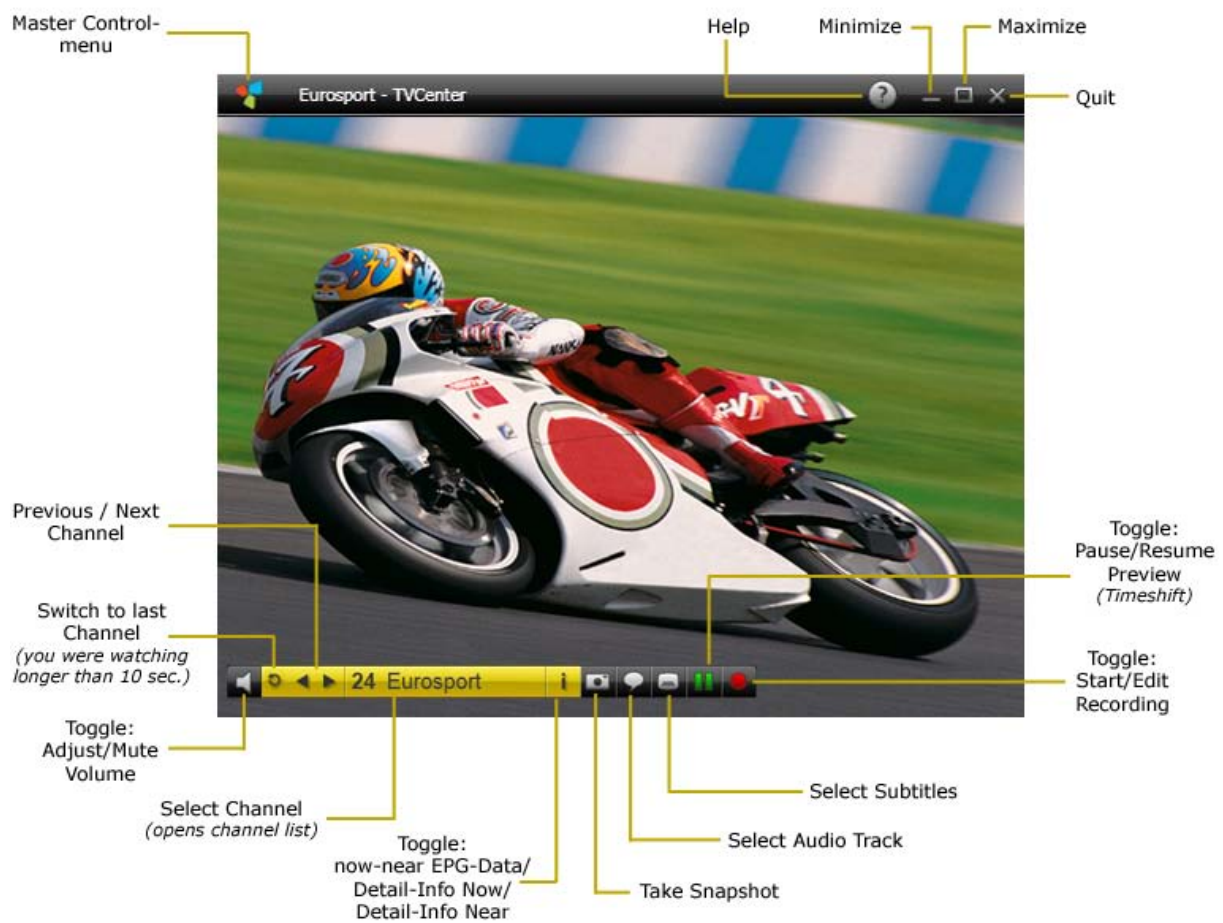 Master Control-
menu
Help
Minimize
Maximize
Quit
Eurosport - TVCenter
?
4
Previous / Next
Channel
Switch to last
Channel
(you were watching
longer than 10 sec.)
Toggle:
Pause/Resume
Preview
(Timeshift)
24 Eurosport
i
Toggle:
Start/Edit
Recording
Toggle:
Adjust/Mute
Volume
Select Channel
(opens channel list)
Toggle:
now-near EPG-Data/
Detail-Info Now/
Detail-Info Near
Take Snapshot
Select Audio Track
Select Subtitles